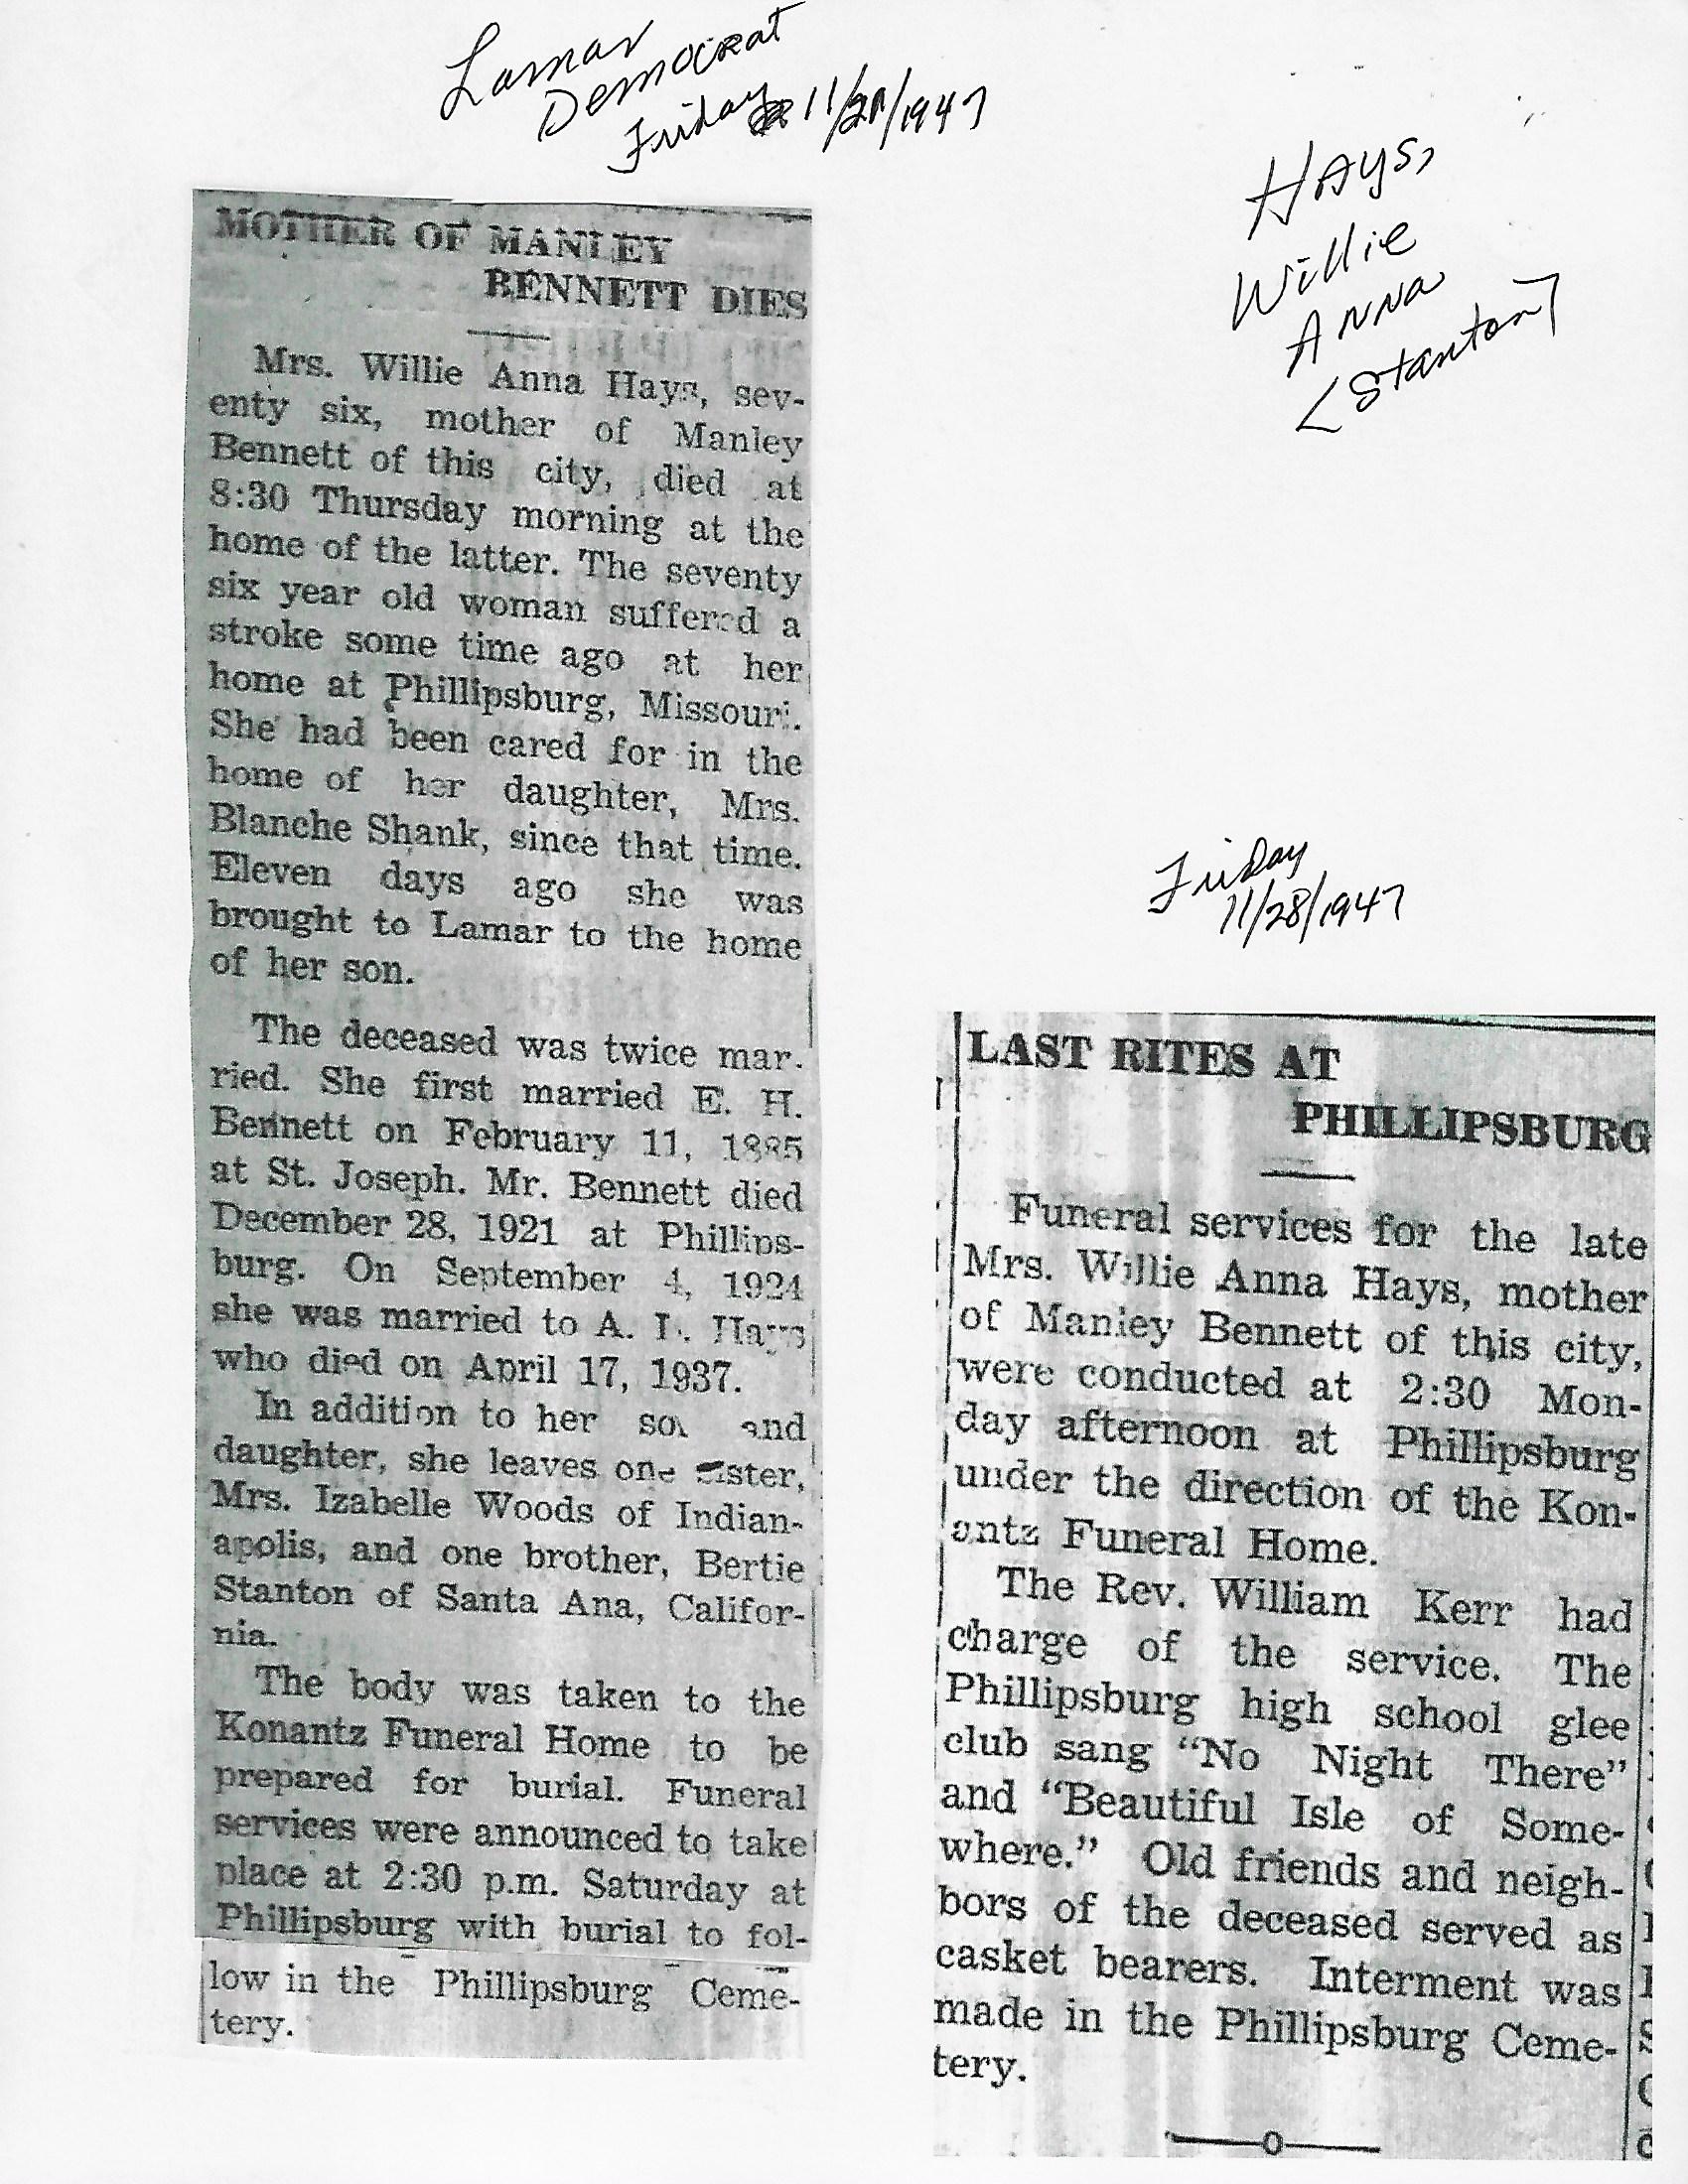 Lamar
Democrat
Friday 11/21/1947
Hays,
Willie
Anna
<Stanton>
MOTHER OF MANLEY
BENNETT DIES
Mrs. Willie Anna Hays, sev-
enty six, mother of Manley
Bennett of this city, died at
8:30 Thursday morning at the
home of the latter. The seventy
six year old woman suffered a
stroke some time ago at her
home at Phillipsburg, Missouri.
She had been cared for in the
home of her daughter, Mrs.
Blanche Shank, since that time.
Eleven days ago she was
brought to Lamar to the home
of her son.
The deceased was twice mar.
ried. She first married E. H.
Bennett on February 11, 1885
at St. Joseph. Mr. Bennett died
December 28, 1921 at Phillips-
burg. On September 4, 1924
she was married to A. L. Hays
who died on April 17, 1937.
In addition to her son and
daughter, she leaves one sister,
Mrs. Izabelle Woods of Indian-
apolis, and one brother, Bertie
Stanton of Santa Ana, Califor-
nia.
The body was taken to the
Konantz Funeral Home to be
prepared for burial. Funeral
services were announced to take
place at 2:30 p.m. Saturday at
Phillipsburg with burial to fol-
low in the Phillipsburg Ceme-
tery.
Friday
11/28/1947
LAST RITES AT
PHILLIPSBURG
Funeral services for the late
Mrs. Willie Anna Hays, mother
of Manley Bennett of this city,
were conducted at 2:30 Mon-
day afternoon at Phillipsburg
under the direction of the Kon-
antz Funeral Home.
The Rev. William Kerr had
charge of the service. The
Phillipsburg high school glee
club sang "No Night There"
and "Beautiful Isle of Some-
where." Old friends and neigh-
bors of the deceased served as
casket bearers. Interment was
made in the Phillipsburg Ceme-
tery.